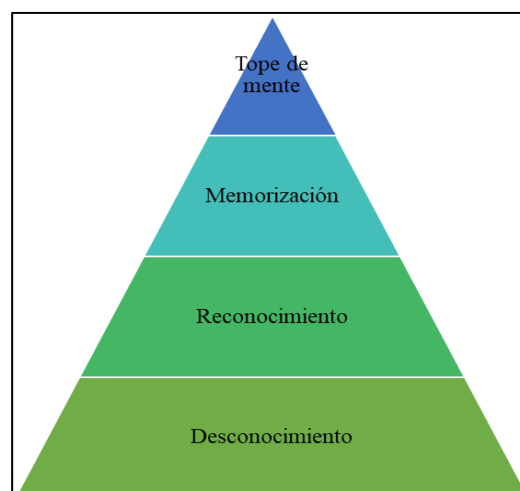 Tope de
mente
Memorización
Reconocimiento
Desconocimiento